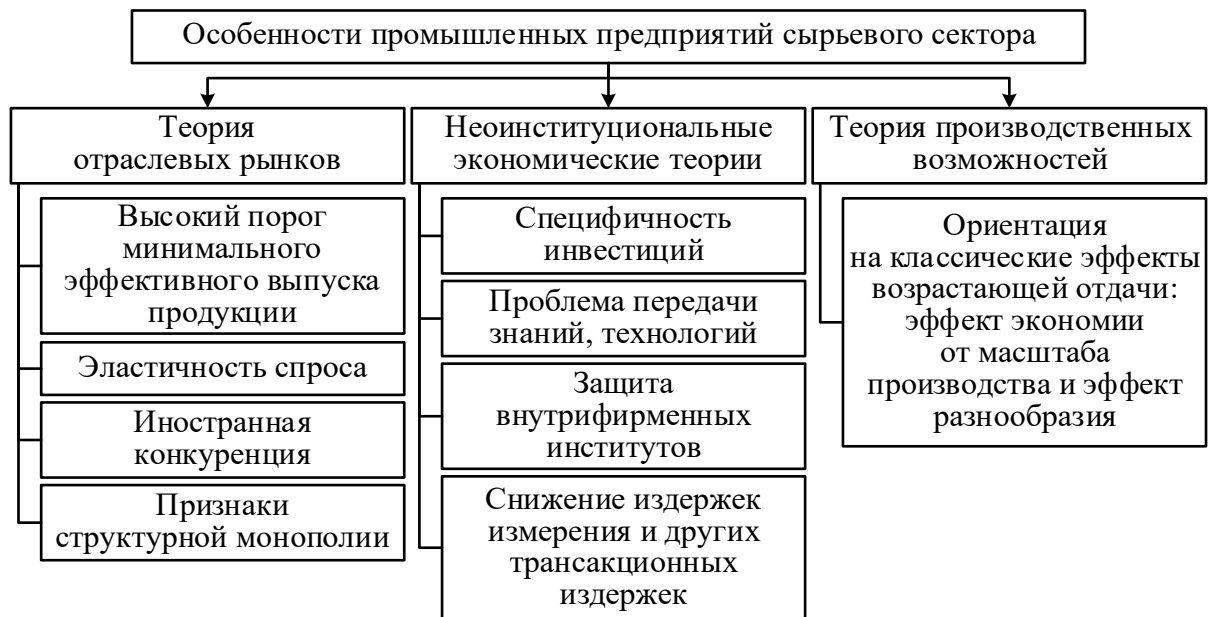 Особенности промышленных предприятий сырьевого сектора
Теория
отраслевых рынков
Высокий порог
минимального
эффективного выпуска
продукции
Эластичность спроса
Иностранная
конкуренция
Признаки
структурной монополии
Неоинституциональные
экономические теории
Специфичность
инвестиций
Проблема передачи
знаний, технологий
Защита
внутрифирменных
институтов
Снижение издержек
измерения и других
трансакционных
издержек
Теория производственных
возможностей
Ориентация
на классические эффекты
возрастающей отдачи:
эффект экономии
от масштаба
производства и эффект
разнообразия